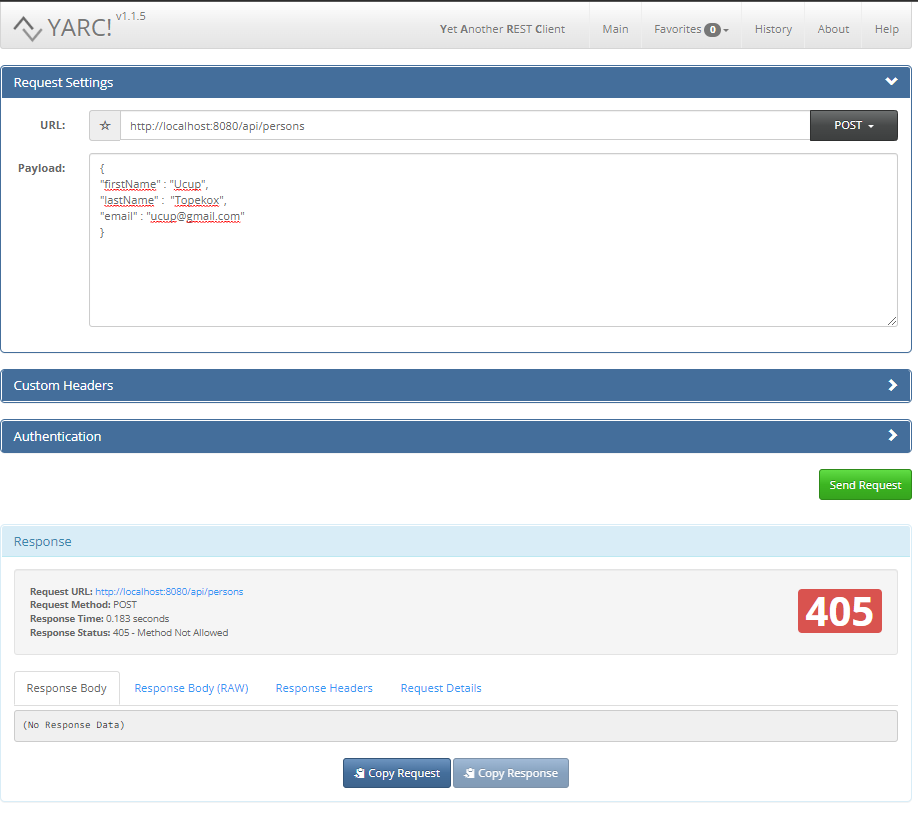 YARC! v1.1.5
Yet Another REST Client Main Favorites 0 History About Help
Request Settings
URL: http://localhost:8080/api/persons POST
Payload: {
"firstName" : "Ucup",
"lastName" :  "Topekox",
"email" : "ucup@gmail.com"
}
Custom Headers
Authentication
Send Request
Response
Request URL: http://localhost:8080/api/persons
Request Method: POST
Response Time: 0.183 seconds
Response Status: 405 - Method Not Allowed
405
Response Body Response Body (RAW) Response Headers Request Details
(No Response Data)
Copy Request Copy Response